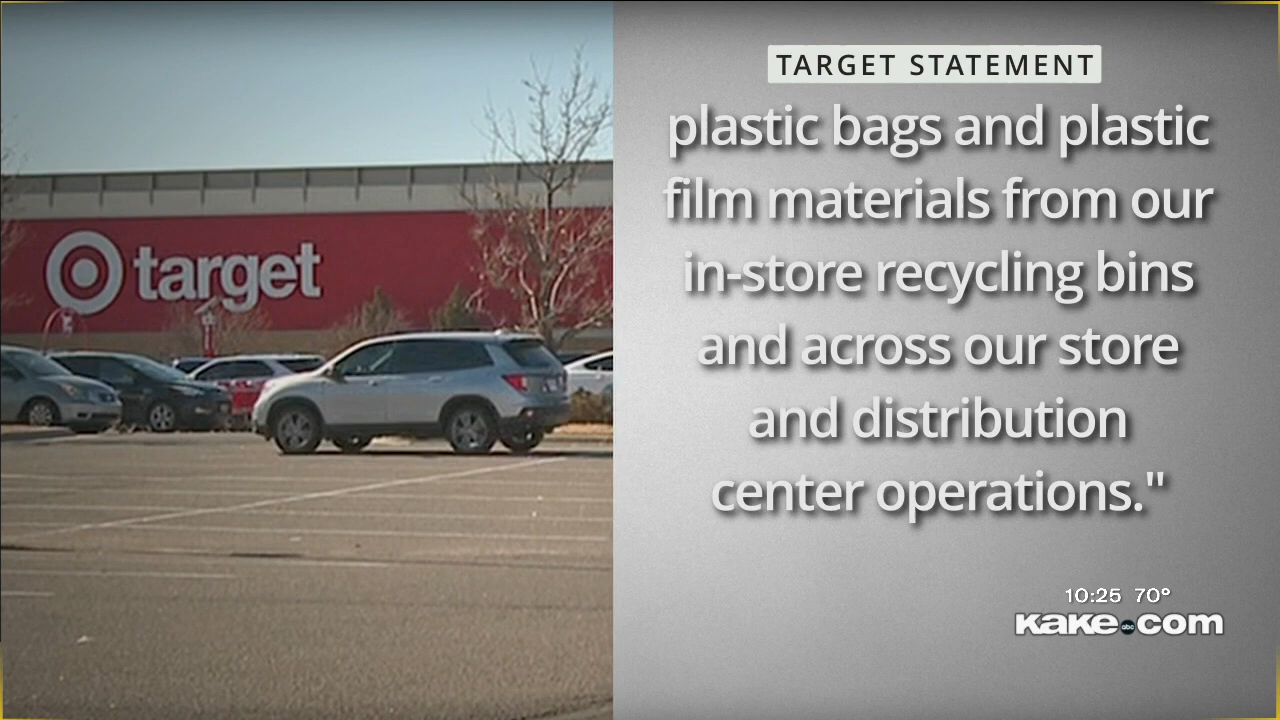 target
TARGET STATEMENT
plastic bags and plastic
film materials from our
in-store recycling bins
and across our store
and distribution
center operations."
10:25 70°
kake abc com